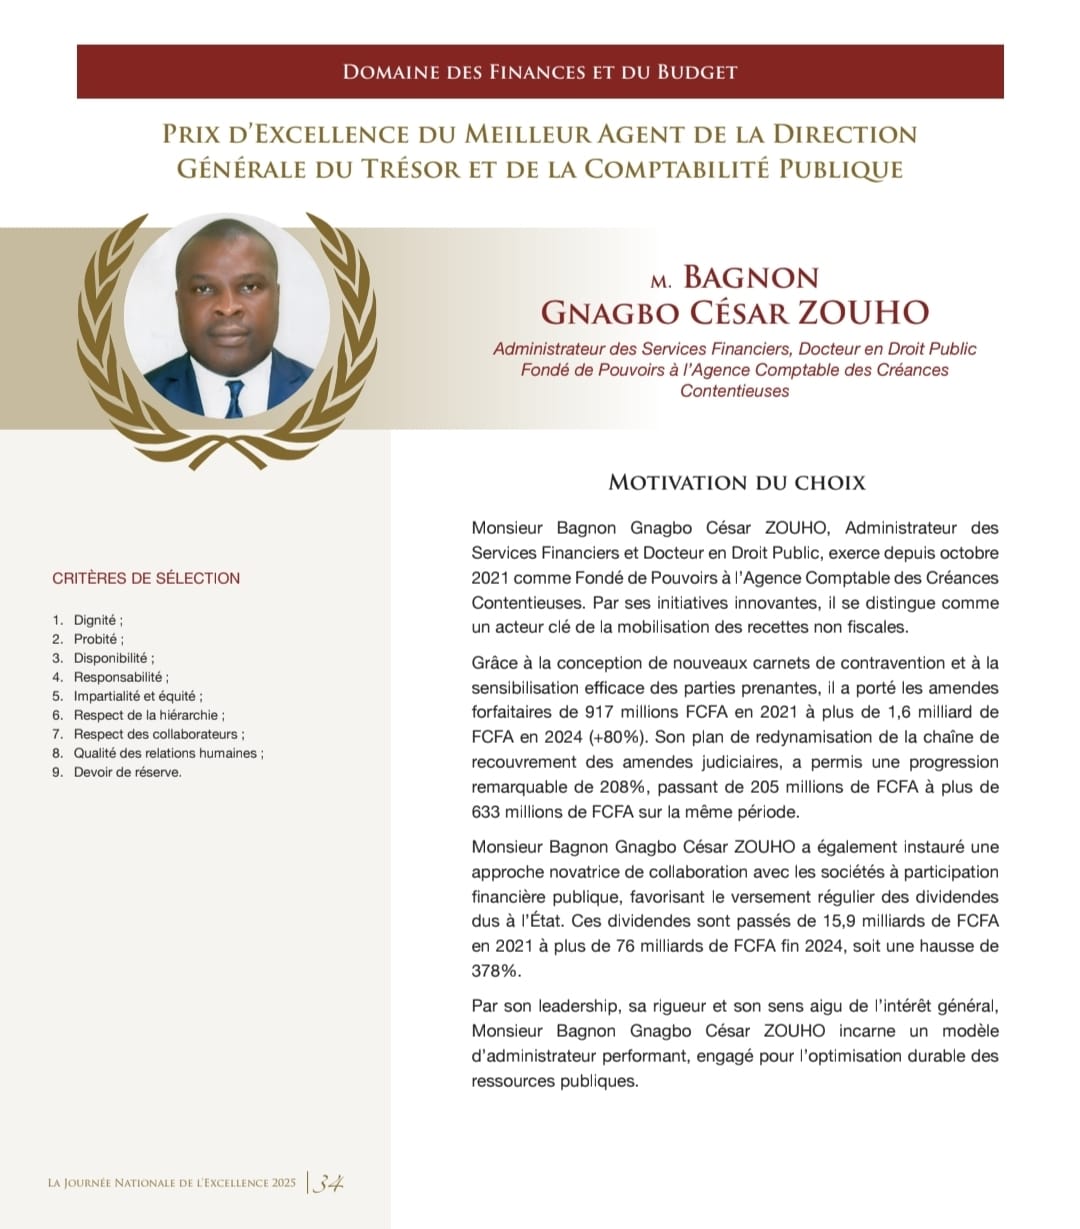 Domaine des Finances et du Budget
Prix d'Excellence du Meilleur Agent de la Direction
Générale du Trésor et de la Comptabilité Publique
M. Bagnon
Gnagbo César ZOUHO
Administrateur des Services Financiers, Docteur en Droit Public
Fondé de Pouvoirs à l'Agence Comptable des Créances
Contentieuses
CRITÈRES DE SÉLECTION
1. Dignité ;
2. Probité ;
3. Disponibilité ;
4. Responsabilité ;
5. Impartialité et équité ;
6. Respect de la hiérarchie ;
7. Respect des collaborateurs ;
8. Qualité des relations humaines ;
9. Devoir de réserve.
Motivation du choix
Monsieur Bagnon Gnagbo César ZOUHO, Administrateur des
Services Financiers et Docteur en Droit Public, exerce depuis octobre
2021 comme Fondé de Pouvoirs à l'Agence Comptable des Créances
Contentieuses. Par ses initiatives innovantes, il se distingue comme
un acteur clé de la mobilisation des recettes non fiscales.
Grâce à la conception de nouveaux carnets de contravention et à la
sensibilisation efficace des parties prenantes, il a porté les amendes
forfaitaires de 917 millions FCFA en 2021 à plus de 1,6 milliard de
FCFA en 2024 (+80%). Son plan de redynamisation de la chaîne de
recouvrement des amendes judiciaires, a permis une progression
remarquable de 208%, passant de 205 millions de FCFA à plus de
633 millions de FCFA sur la même période.
Monsieur Bagnon Gnagbo César ZOUHO a également instauré une
approche novatrice de collaboration avec les sociétés à participation
financière publique, favorisant le versement régulier des dividendes
dus à l'État. Ces dividendes sont passés de 15,9 milliards de FCFA
en 2021 à plus de 76 milliards de FCFA fin 2024, soit une hausse de
378%.
Par son leadership, sa rigueur et son sens aigu de l'intérêt général,
Monsieur Bagnon Gnagbo César ZOUHO incarne un modèle
d'administrateur performant, engagé pour l'optimisation durable des
ressources publiques.
La Journée Nationale de l'Excellence 2025 | 34